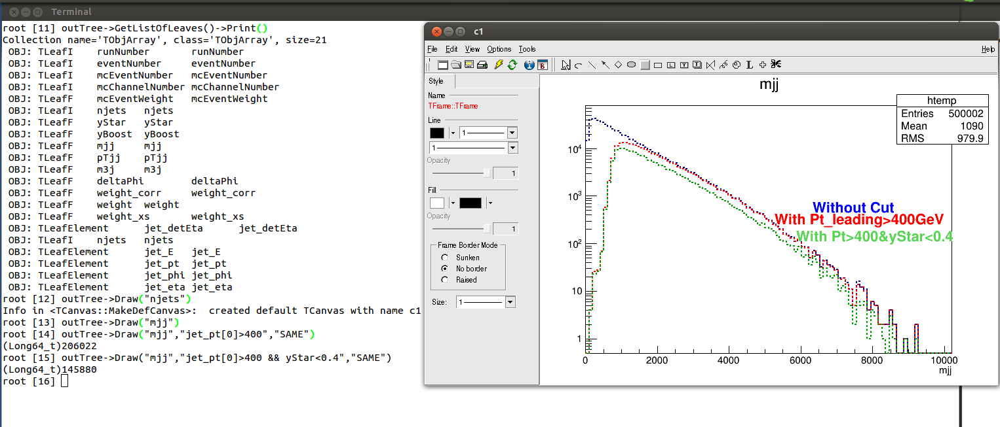 Terminal
root [11] outTree->GetListOfLeaves()->Print()
Collection name='TObjArray', class='TObjArray', size=21
OBJ: TLeafI runNumber runNumber
OBJ: TLeafI eventNumber eventNumber
OBJ: TLeafI mcEventNumber mcEventNumber
OBJ: TLeafI mcChannelNumber mcChannelNumber
OBJ: TLeafF mcEventWeight mcEventWeight
OBJ: TLeafI njets njets
OBJ: TLeafF yStar yStar
OBJ: TLeafF yBoost yBoost
OBJ: TLeafF mjj mjj
OBJ: TLeafF pTjj pTjj
OBJ: TLeafF m3j m3j
OBJ: TLeafF deltaPhi deltaPhi
OBJ: TLeafF weight_corr weight_corr
OBJ: TLeafF weight weight
OBJ: TLeafF weight_xs weight_xs
OBJ: TLeafElement jet_detEta jet_detEta
OBJ: TLeafI njets njets
OBJ: TLeafElement jet_E jet_E
OBJ: TLeafElement jet_pt jet_pt
OBJ: TLeafElement jet_phi jet_phi
OBJ: TLeafElement jet_eta jet_eta
root [12] outTree->Draw("njets")
Info in <TCanvas::MakeDefCanvas>: created default TCanvas with name c1
root [13] outTree->Draw("mjj")
root [14] outTree->Draw("mjj","jet_pt[0]>400","SAME")
(Long64_t)206022
root [15] outTree->Draw("mjj","jet_pt[0]>400 && yStar<0.4","SAME")
(Long64_t)145880
root [16]
c1
File Edit View Options Tools Help
Style
Name
TFrame::TFrame
Line
1
1
Opacity
1
Fill
Opacity
1
Frame Border Mode
Sunken
No border
Raised
Size: 1
mjj
htemp
Entries 500002
Mean 1090
RMS 979.9
10^4
10^3
10^2
10
1
Without Cut
With Pt_leading>400GeV
With Pt>400&yStar<0.4
0 2000 4000 6000 8000 10000
mjj